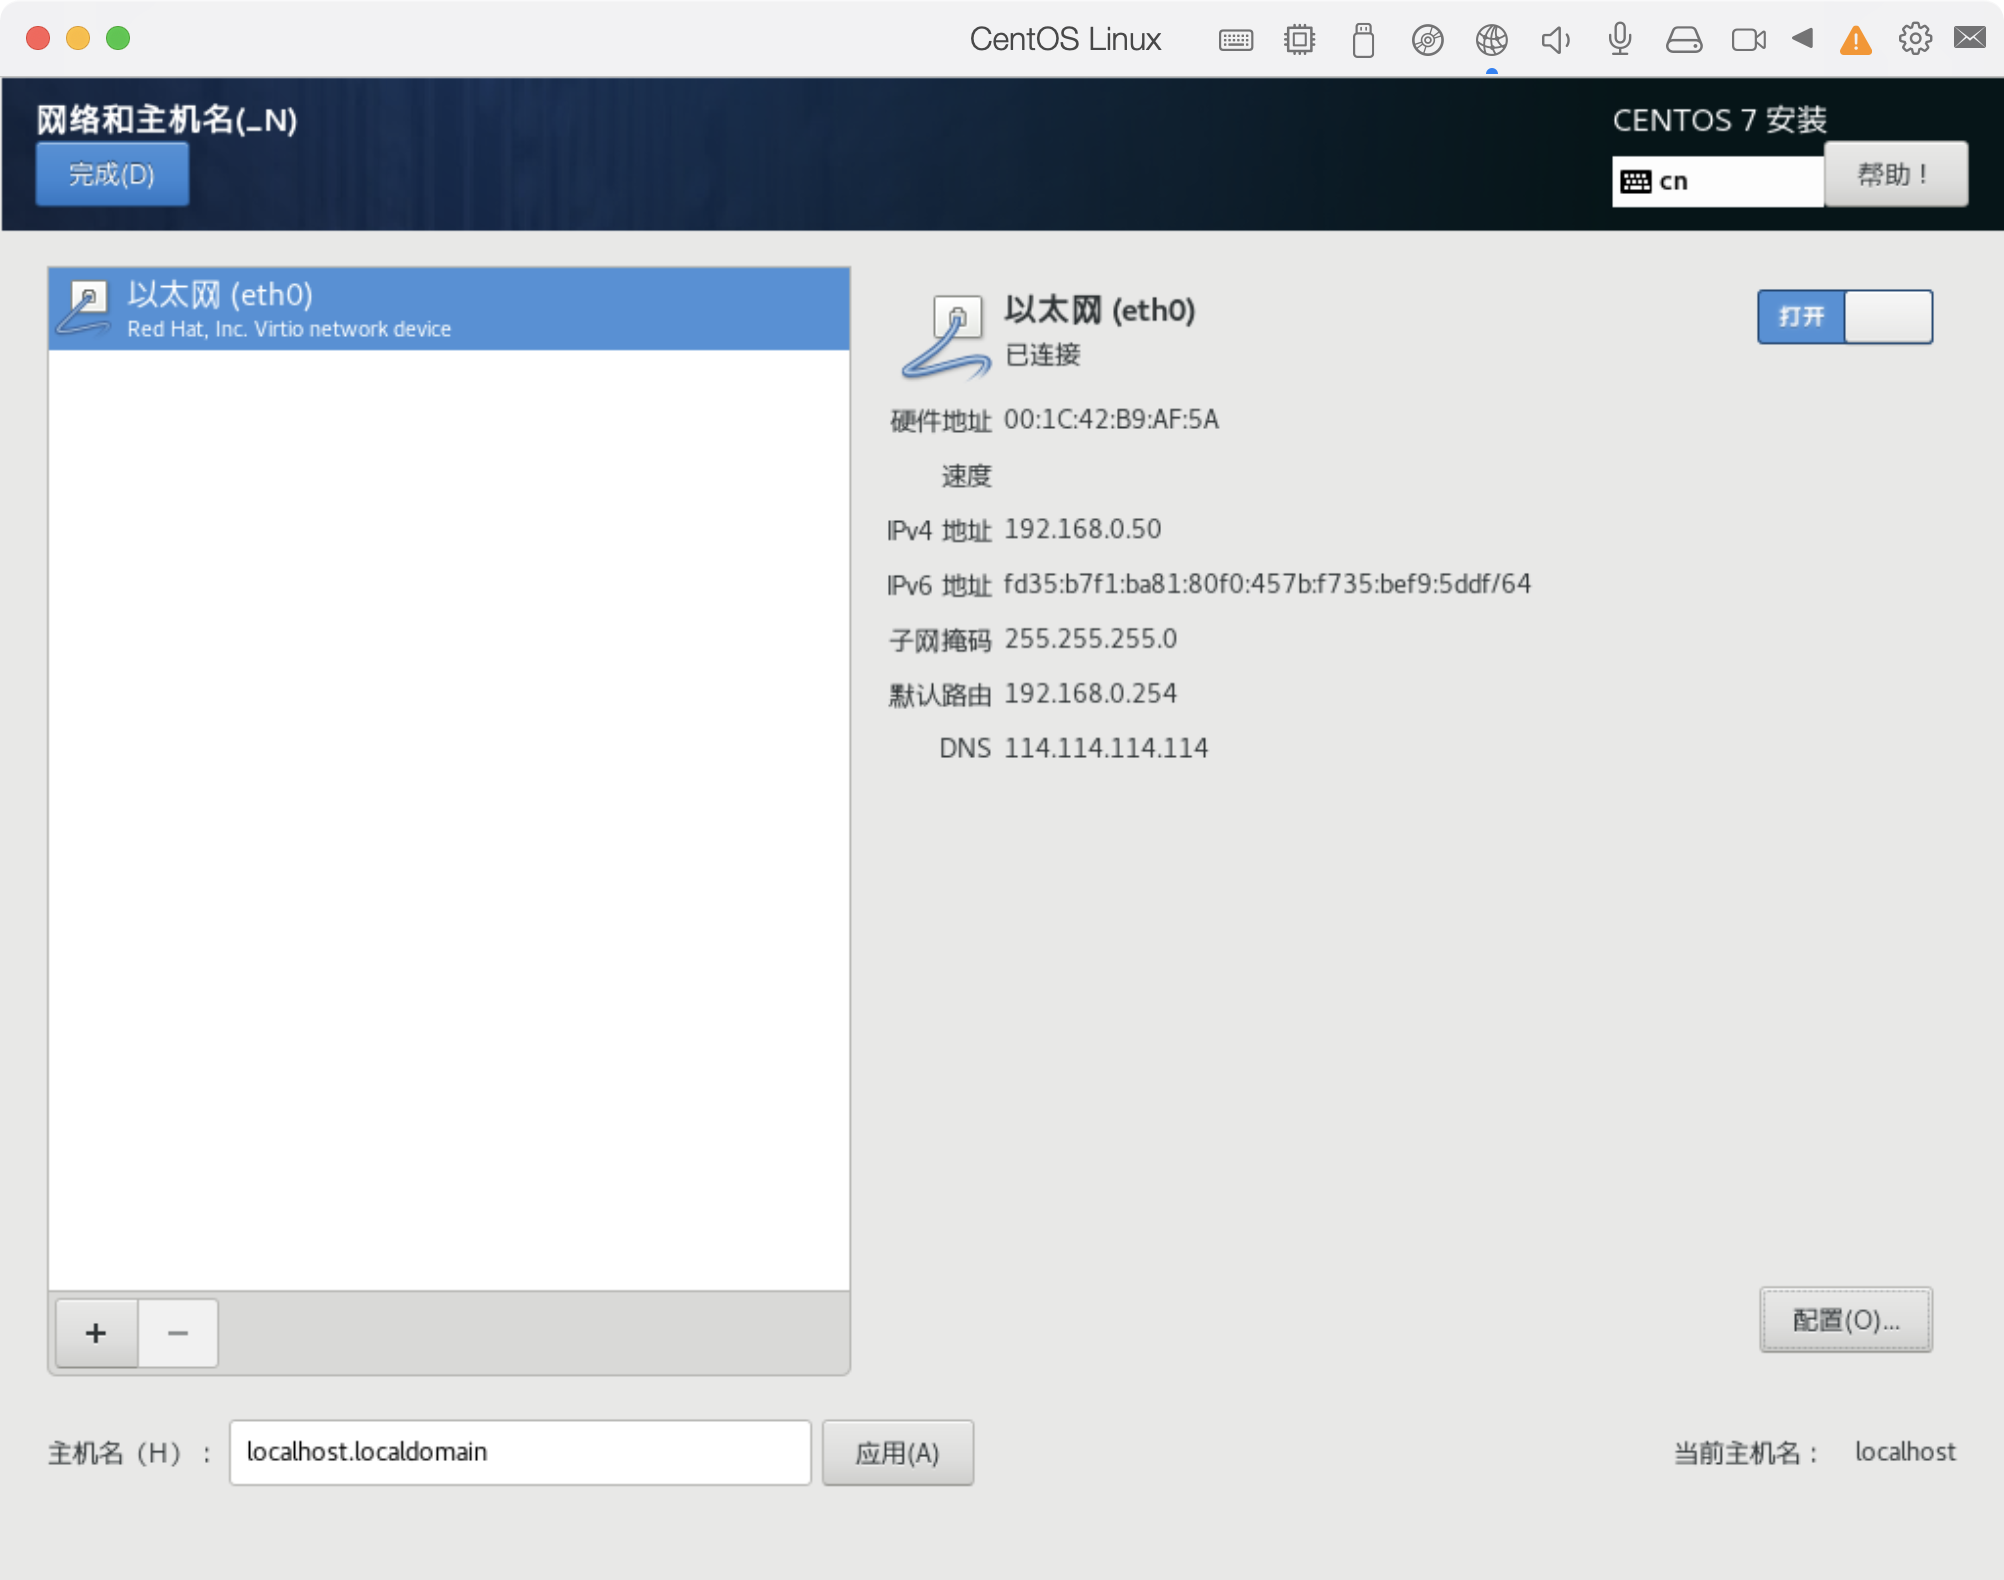 CentOS Linux
网络和主机名(_N)
完成(D)
CENTOS 7 安装
cn
帮助！
以太网 (eth0)
Red Hat, Inc. Virtio network device
以太网 (eth0)
已连接
打开
硬件地址 00:1C:42:B9:AF:5A
速度
IPv4 地址 192.168.0.50
IPv6 地址 fd35:b7f1:ba81:80f0:457b:f735:bef9:5ddf/64
子网掩码 255.255.255.0
默认路由 192.168.0.254
DNS 114.114.114.114
+ −
配置(O)...
主机名（H）： localhost.localdomain 应用(A) 当前主机名： localhost